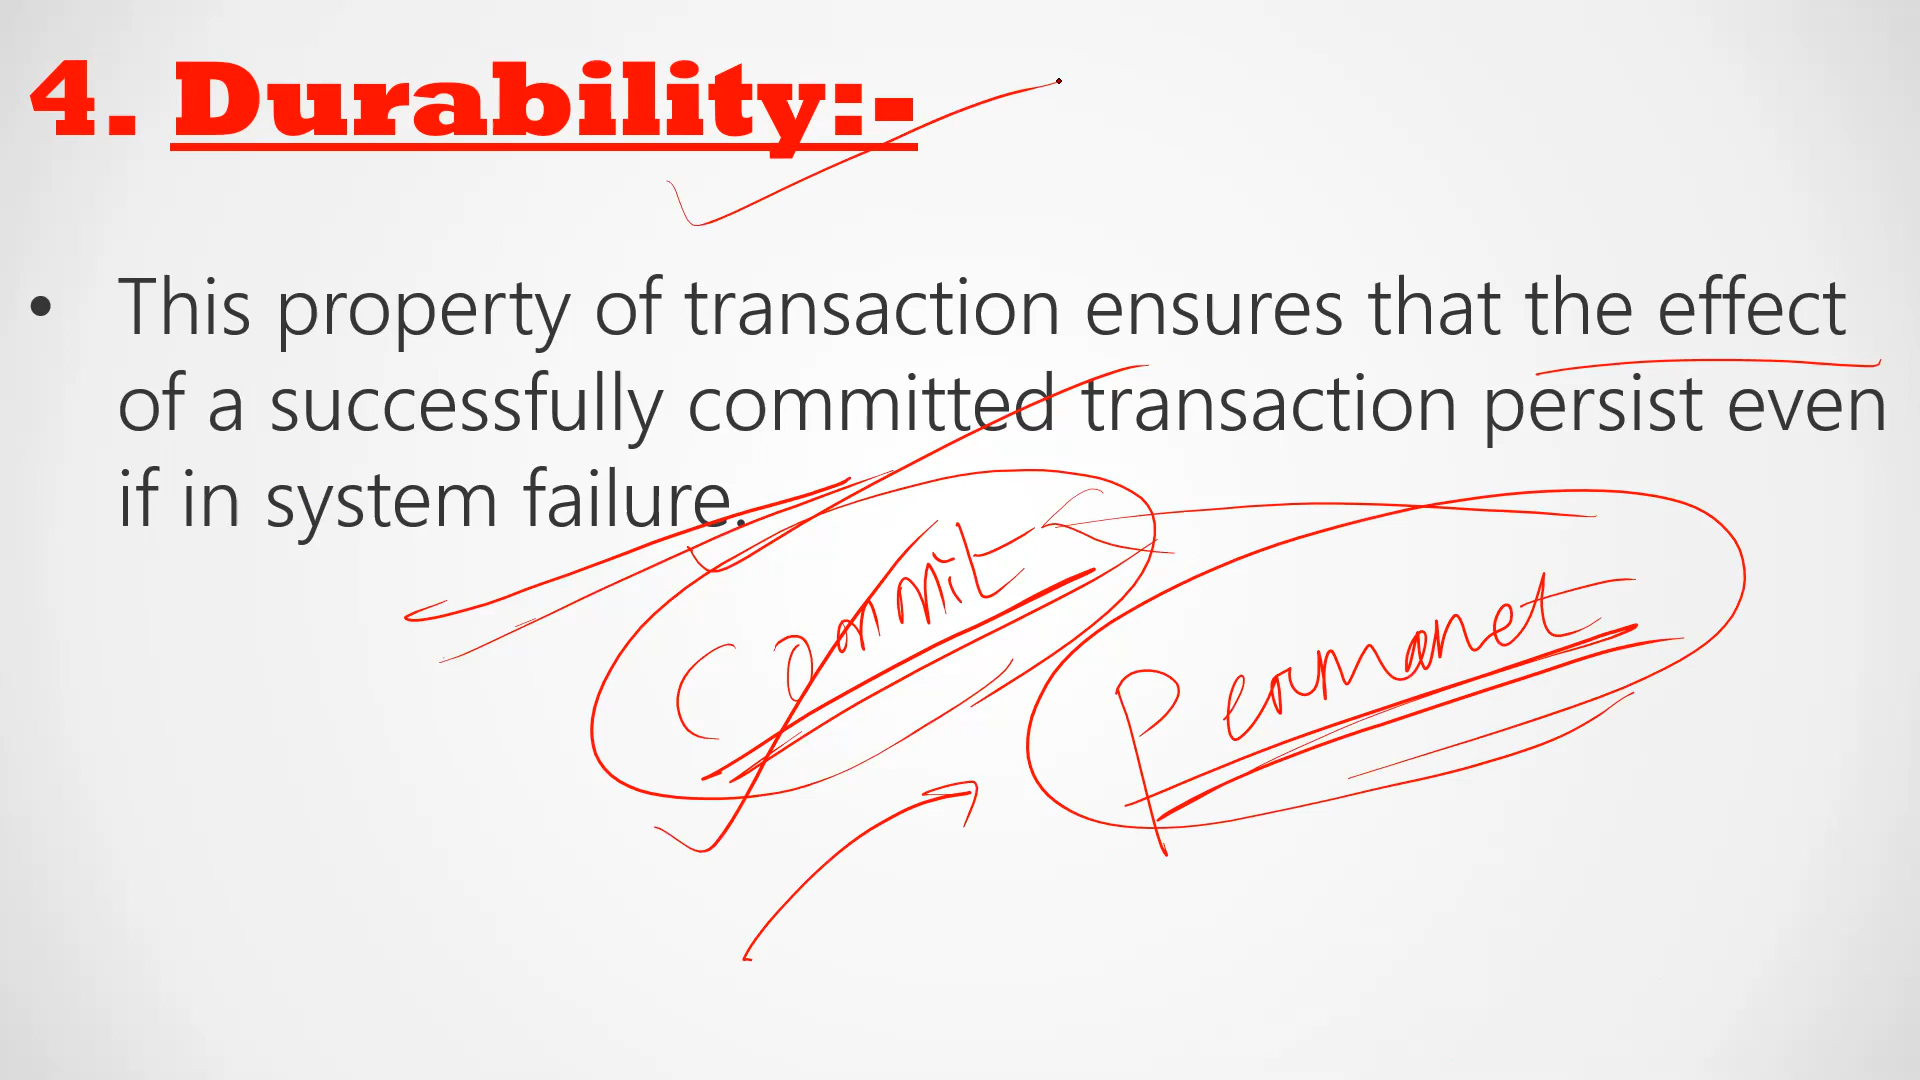 4. Durability:-
• This property of transaction ensures that the effect
of a successfully committed transaction persist even
if in system failure.
Commit
Permanet